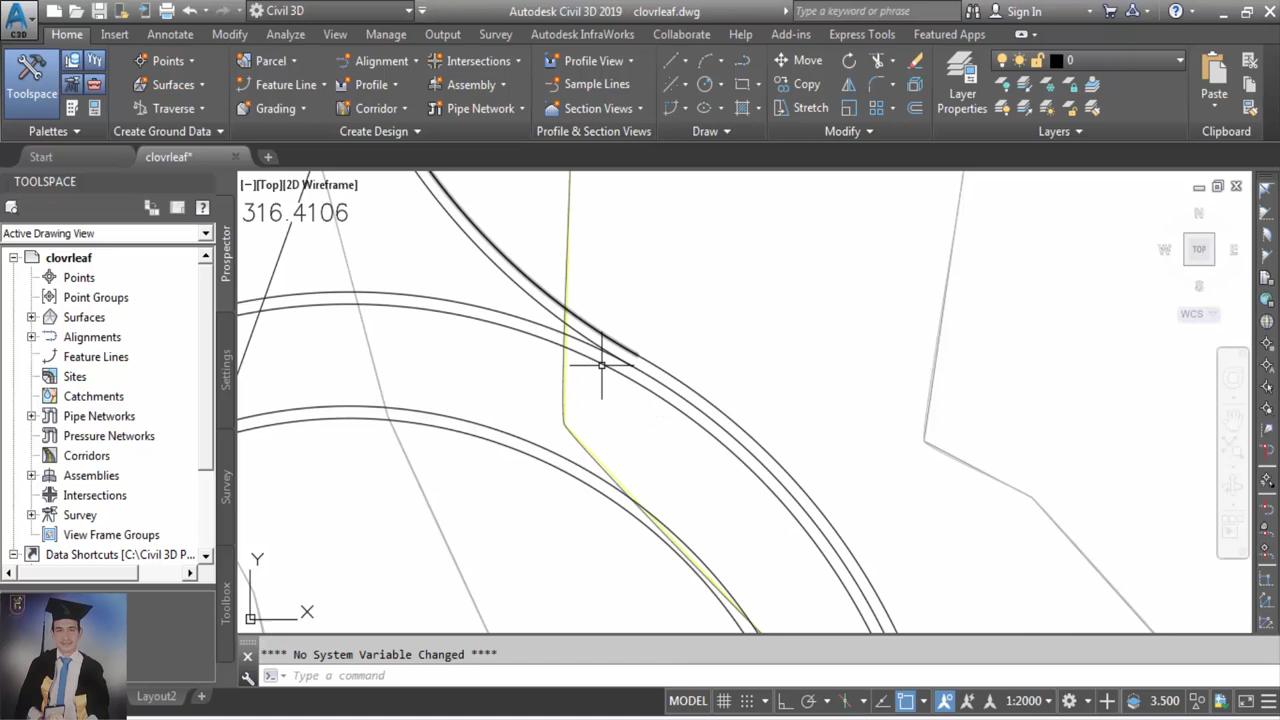 Civil 3D
Autodesk Civil 3D 2019 clovrleaf.dwg
Type a keyword or phrase
Sign In
C3D
Home Insert Annotate Modify Analyze View Manage Output Survey Autodesk InfraWorks Collaborate Help Add-ins Express Tools Featured Apps
Toolspace
Points Parcel Alignment Intersections Profile View Move
Surfaces Feature Line Profile Assembly Sample Lines Copy
Traverse Grading Corridor Pipe Network Section Views Stretch
Layer Properties
0
Paste
Palettes Create Ground Data Create Design Profile & Section Views Draw Modify Layers Clipboard
Start clovrleaf*
TOOLSPACE
Active Drawing View
clovrleaf
Points
Point Groups
Surfaces
Alignments
Feature Lines
Sites
Catchments
Pipe Networks
Pressure Networks
Corridors
Assemblies
Intersections
Survey
View Frame Groups
Data Shortcuts [C:\Civil 3D P...
Prospector
Settings
Survey
Toolbox
[−][Top][2D Wireframe]
316.4106
N
W TOP E
S
WCS
Y
X
**** No System Variable Changed ****
Type a command
Layout2 +
MODEL 1:2000 3.500